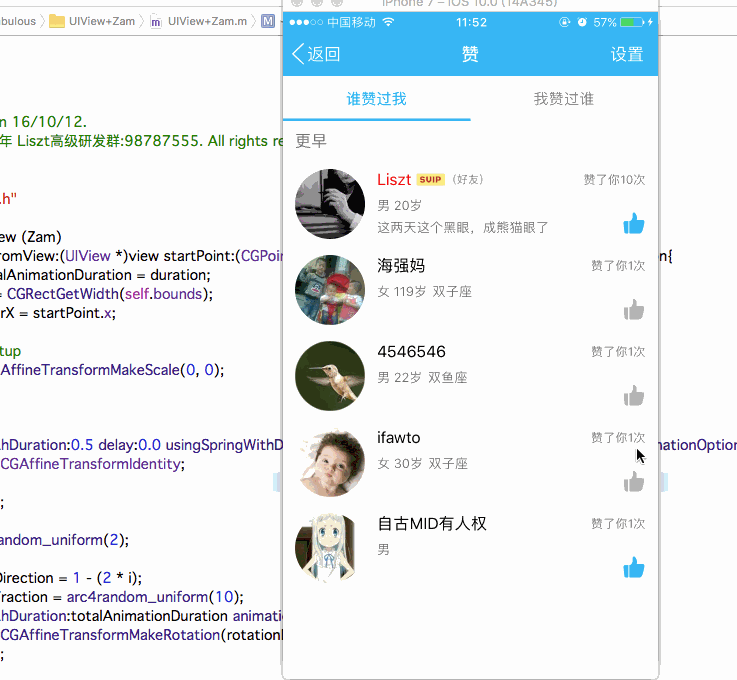 iPhone 7 – iOS 10.0 (14A345)
abulous UIView+Zam UIView+Zam.m M
中国移动 11:52 57%
返回 赞 设置
谁赞过我 我赞过谁
更早
Liszt SUIP (好友) 赞了你10次
男 20岁
这两天这个黑眼，成熊猫眼了
海强妈 赞了你1次
女 119岁 双子座
4546546 赞了你1次
男 22岁 双鱼座
ifawto 赞了你1次
女 30岁 双子座
自古MID有人权 赞了你1次
男
n 16/10/12.
年 Liszt高级研发群:98787555. All rights re
.h"
ew (Zam)
romView:(UIView *)view startPoint:(CGPoi
n{
alAnimationDuration = duration;
= CGRectGetWidth(self.bounds);
rX = startPoint.x;
tup
AffineTransformMakeScale(0, 0);
hDuration:0.5 delay:0.0 usingSpringWithD
nationOption
CGAffineTransformIdentity;
;
andom_uniform(2);
Direction = 1 - (2 * i);
raction = arc4random_uniform(10);
hDuration:totalAnimationDuration animatio
CGAffineTransformMakeRotation(rotationD
;